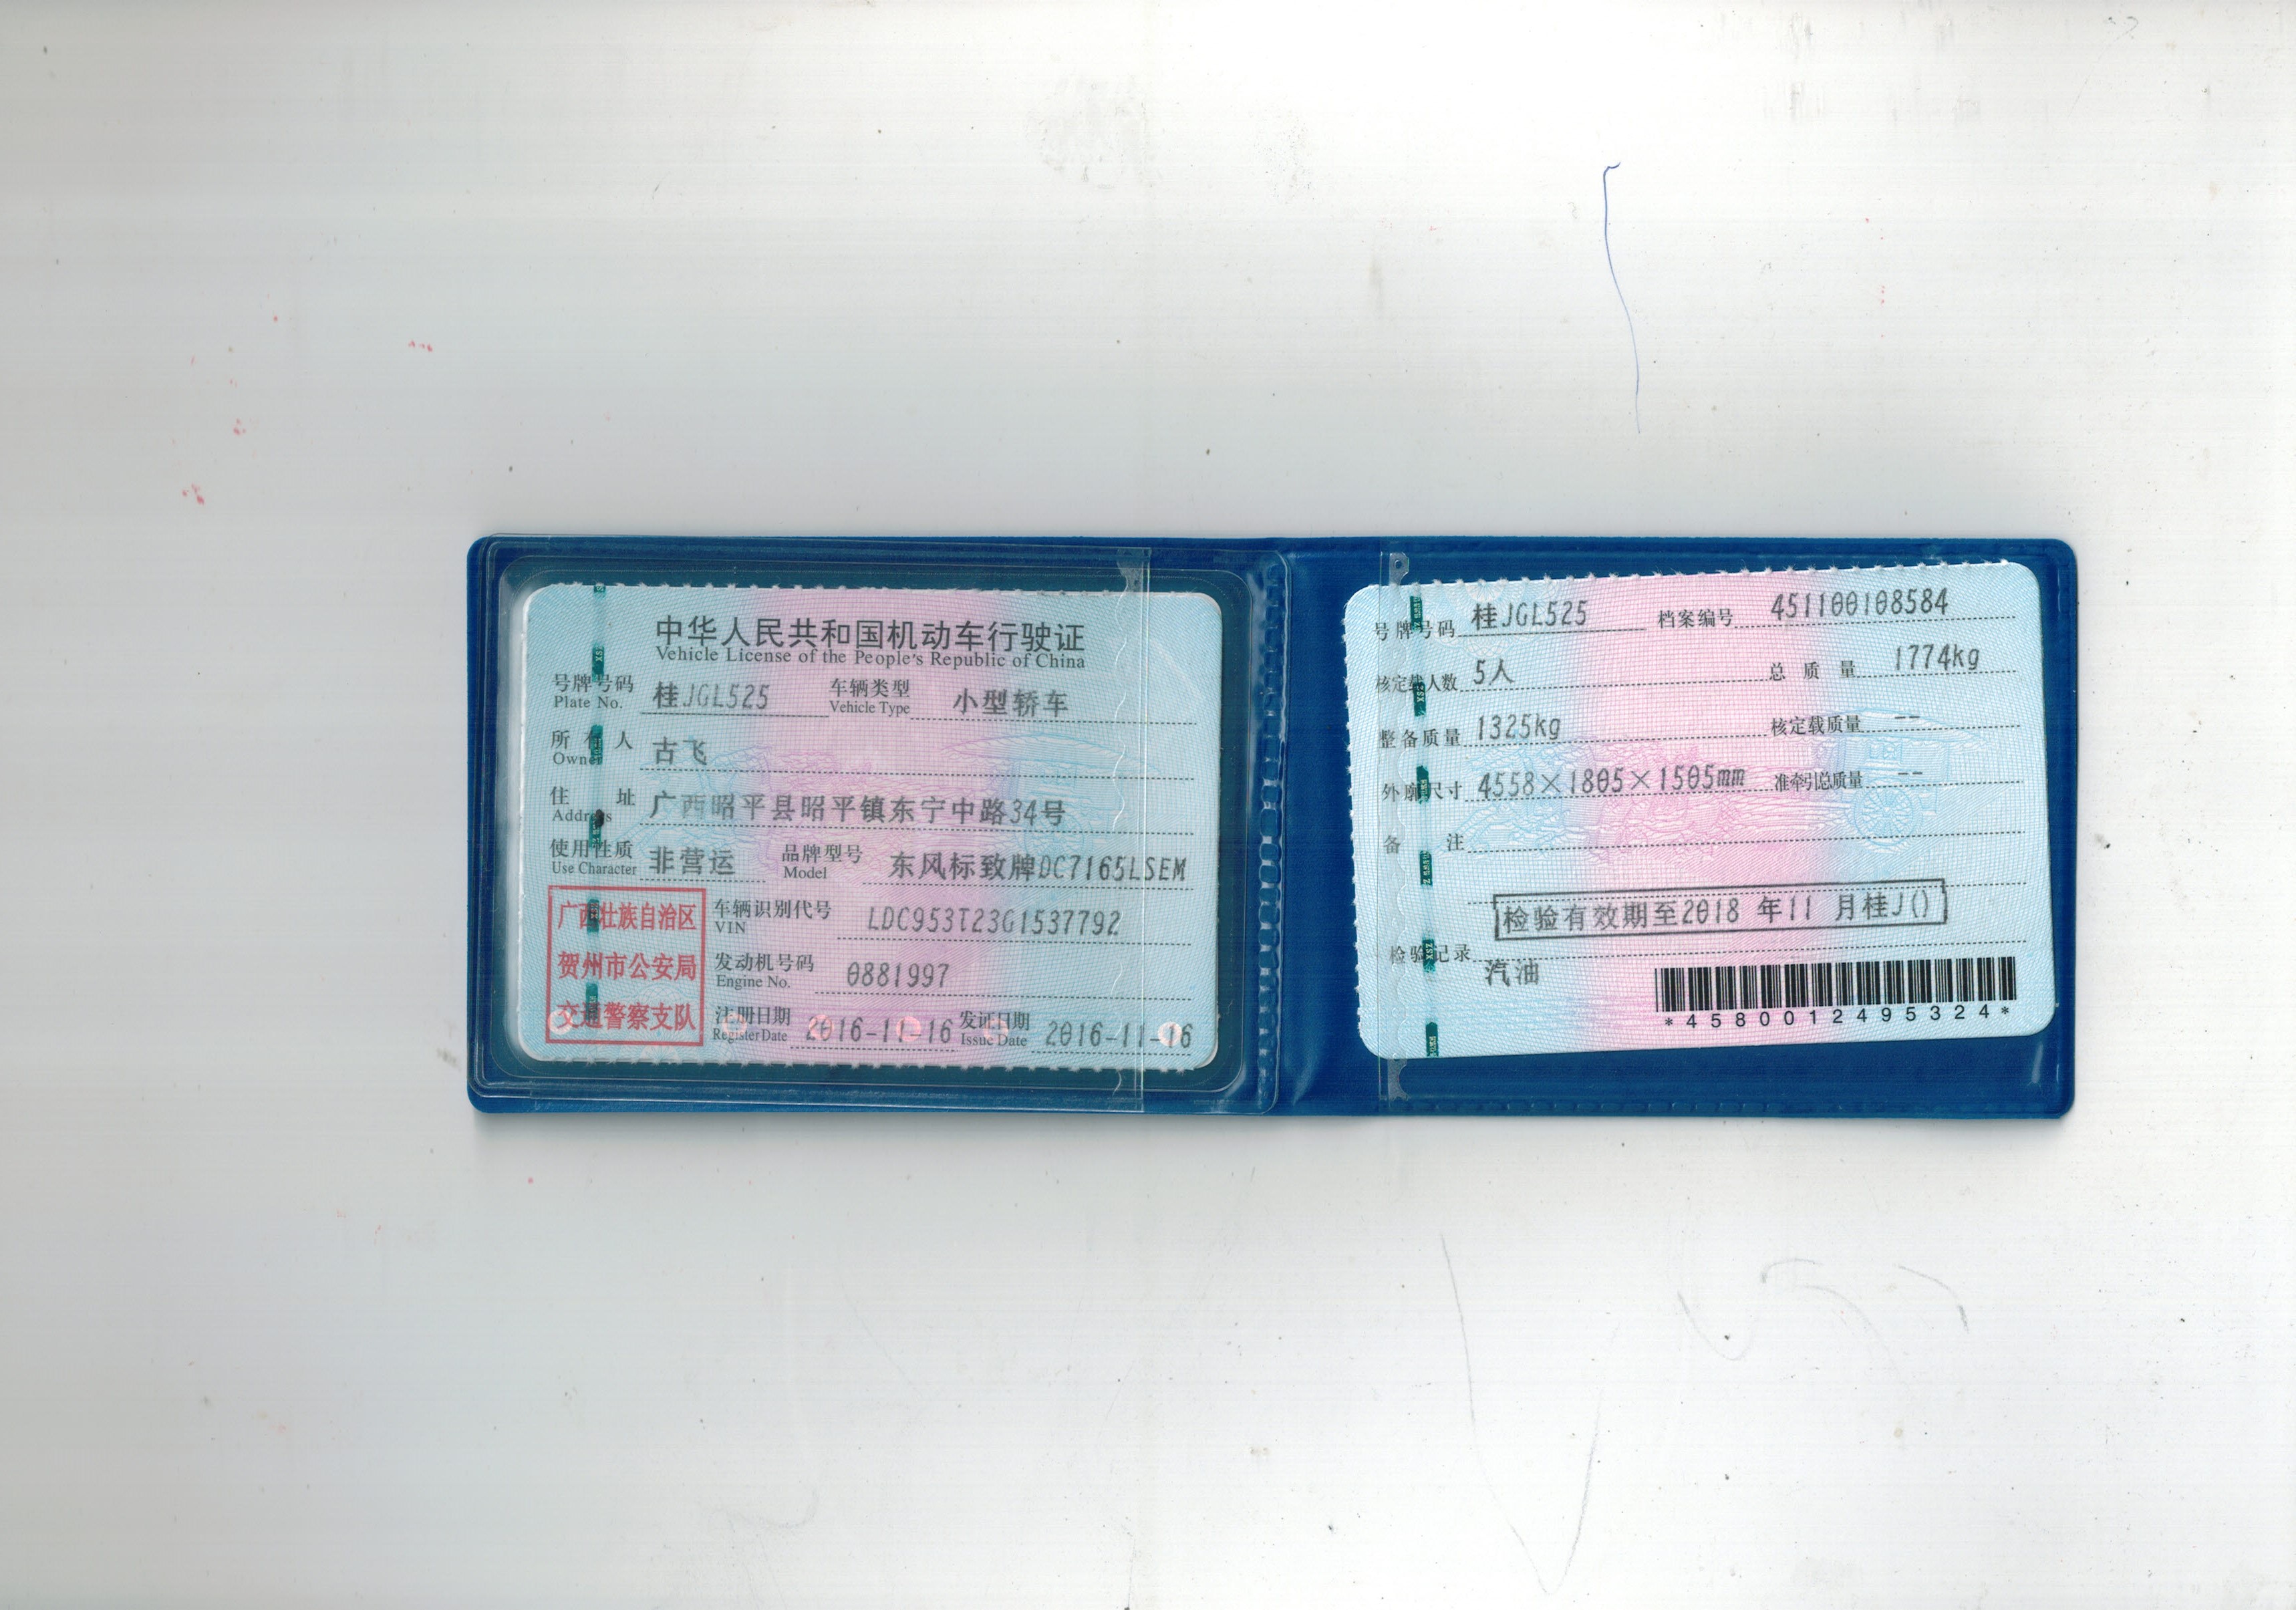 中华人民共和国机动车行驶证
Vehicle License of the People's Republic of China
号牌号码 桂JGL525 车辆类型 小型轿车
Plate No. Vehicle Type
所有人 古飞
Owner
住址 广西昭平县昭平镇东宁中路34号
Address
使用性质 非营运 品牌型号 东风标致牌DC7165LSEM
Use Character Model
广西壮族自治区
贺州市公安局
交通警察支队
车辆识别代号 LDC953T23G1537792
VIN
发动机号码 0881997
Engine No.
注册日期 2016-11-16 发证日期 2016-11-16
Register Date Issue Date
号牌号码 桂JGL525 档案编号 451100108584
核定载人数 5人 总质量 1774kg
整备质量 1325kg 核定载质量 --
外廓尺寸 4558×1805×1505mm 准牵引总质量 --
备注
检验有效期至2018 年11 月桂J()
检验记录
汽油
*4580012495324*